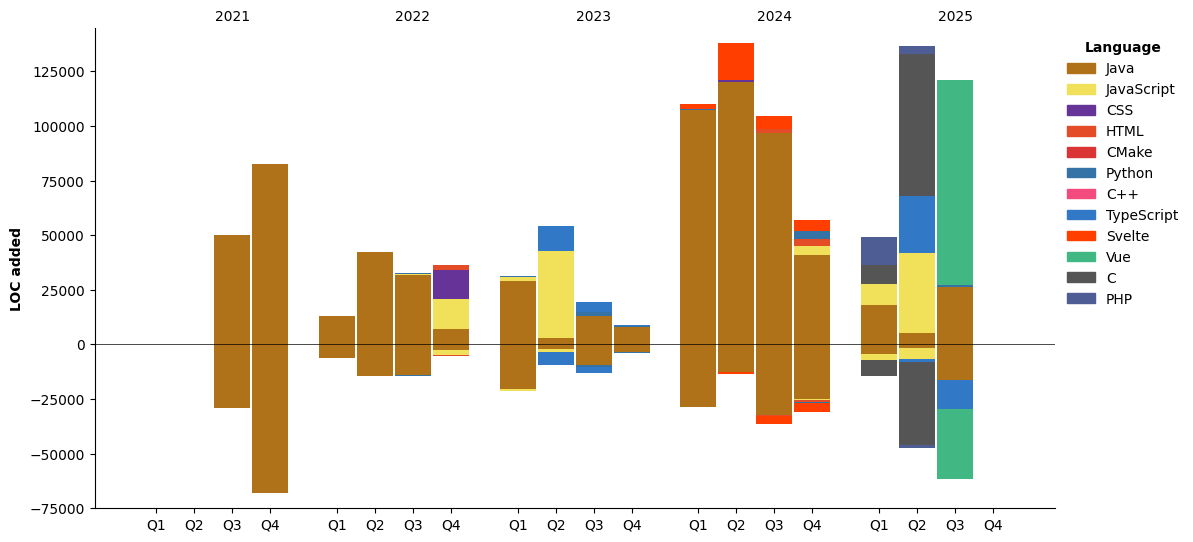 2021 2022 2023 2024 2025
LOC added
125000
100000
75000
50000
25000
0
−25000
−50000
−75000
Q1 Q2 Q3 Q4 Q1 Q2 Q3 Q4 Q1 Q2 Q3 Q4 Q1 Q2 Q3 Q4 Q1 Q2 Q3 Q4
Language
Java
JavaScript
CSS
HTML
CMake
Python
C++
TypeScript
Svelte
Vue
C
PHP